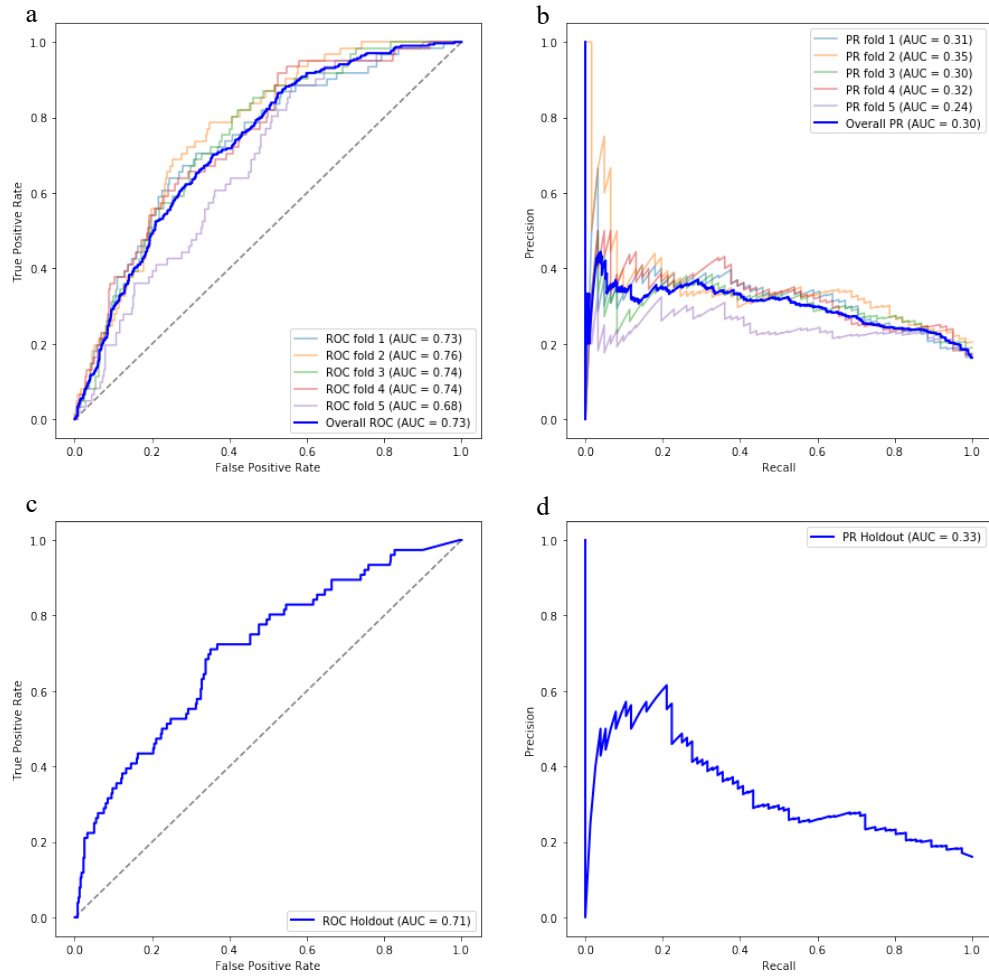 a
1.0
0.8
0.6
0.4
0.2
0.0
True Positive Rate
0.0 0.2 0.4 0.6 0.8 1.0
False Positive Rate
ROC fold 1 (AUC = 0.73)
ROC fold 2 (AUC = 0.76)
ROC fold 3 (AUC = 0.74)
ROC fold 4 (AUC = 0.74)
ROC fold 5 (AUC = 0.68)
Overall ROC (AUC = 0.73)
b
1.0
0.8
0.6
0.4
0.2
0.0
Precision
0.0 0.2 0.4 0.6 0.8 1.0
Recall
PR fold 1 (AUC = 0.31)
PR fold 2 (AUC = 0.35)
PR fold 3 (AUC = 0.30)
PR fold 4 (AUC = 0.32)
PR fold 5 (AUC = 0.24)
Overall PR (AUC = 0.30)
c
1.0
0.8
0.6
0.4
0.2
0.0
True Positive Rate
0.0 0.2 0.4 0.6 0.8 1.0
False Positive Rate
ROC Holdout (AUC = 0.71)
d
1.0
0.8
0.6
0.4
0.2
0.0
Precision
0.0 0.2 0.4 0.6 0.8 1.0
Recall
PR Holdout (AUC = 0.33)